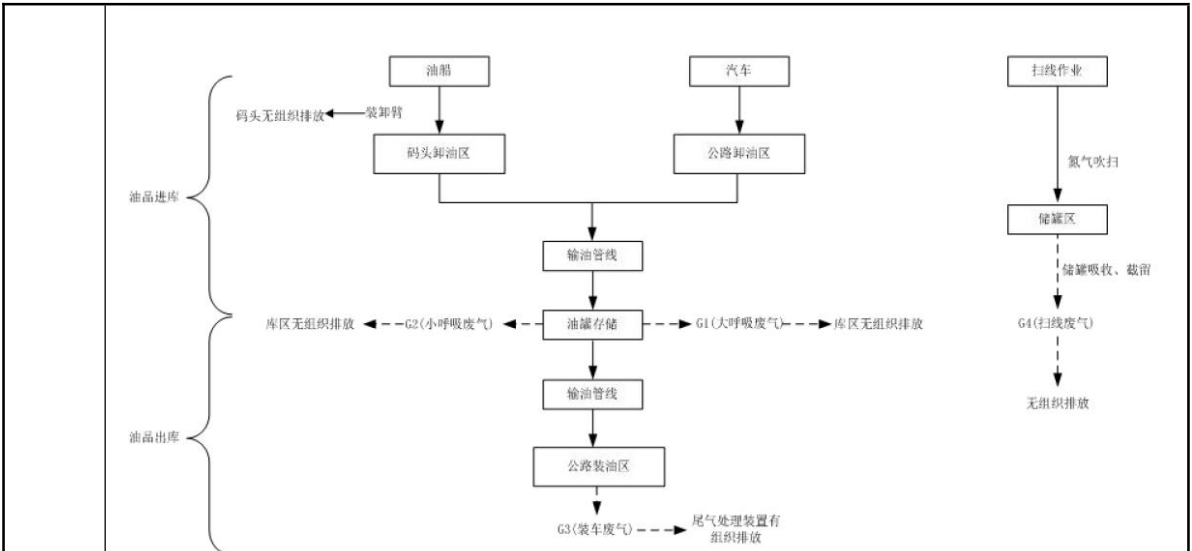 油船
汽车
扫线作业
码头无组织排放
装卸臂
码头卸油区
公路卸油区
氮气吹扫
油品进库
储罐区
输油管线
储罐吸收、截留
库区无组织排放
G2(小呼吸废气)
油罐存储
G1(大呼吸废气)
库区无组织排放
G4(扫线废气)
输油管线
无组织排放
油品出库
公路装油区
G3(装车废气)
尾气处理装置有
组织排放